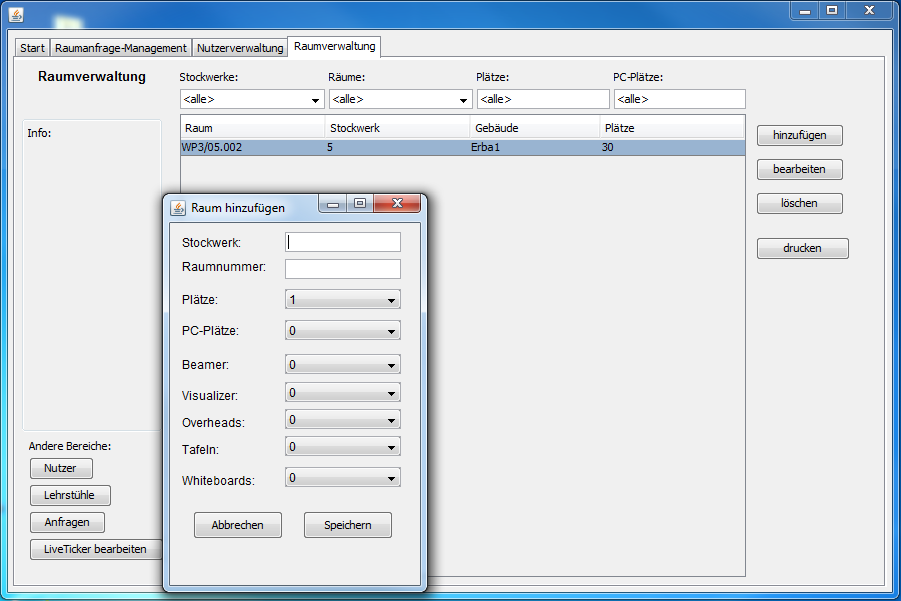 Start Raumanfrage-Management Nutzerverwaltung Raumverwaltung
Raumverwaltung
Stockwerke: Räume: Plätze: PC-Plätze:
<alle> <alle> <alle> <alle>
Info:
Raum Stockwerk Gebäude Plätze
WP3/05.002 5 Erba1 30
hinzufügen
bearbeiten
löschen
drucken
Raum hinzufügen
Stockwerk:
Raumnummer:
Plätze: 1
PC-Plätze: 0
Beamer: 0
Visualizer: 0
Overheads: 0
Tafeln: 0
Whiteboards: 0
Abbrechen Speichern
Andere Bereiche:
Nutzer
Lehrstühle
Anfragen
LiveTicker bearbeiten